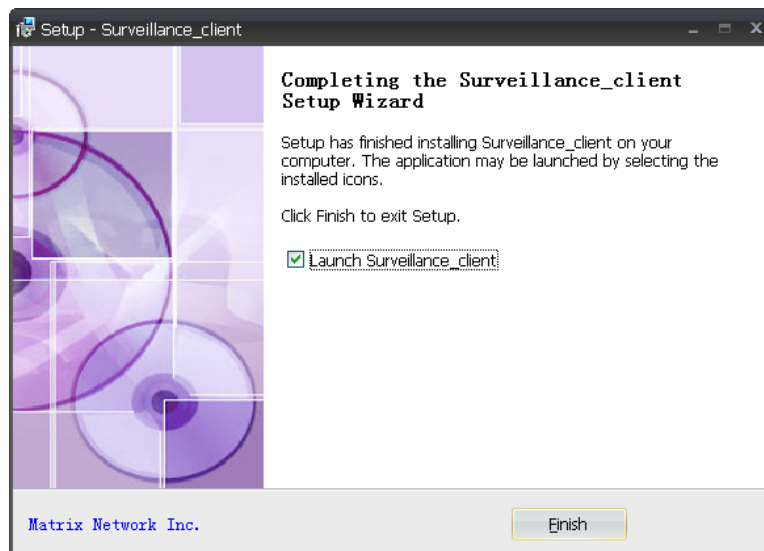 Setup - Surveillance_client
Completing the Surveillance_client
Setup Wizard
Setup has finished installing Surveillance_client on your
computer. The application may be launched by selecting the
installed icons.
Click Finish to exit Setup.
Launch Surveillance_client
Matrix Network Inc.
Finish